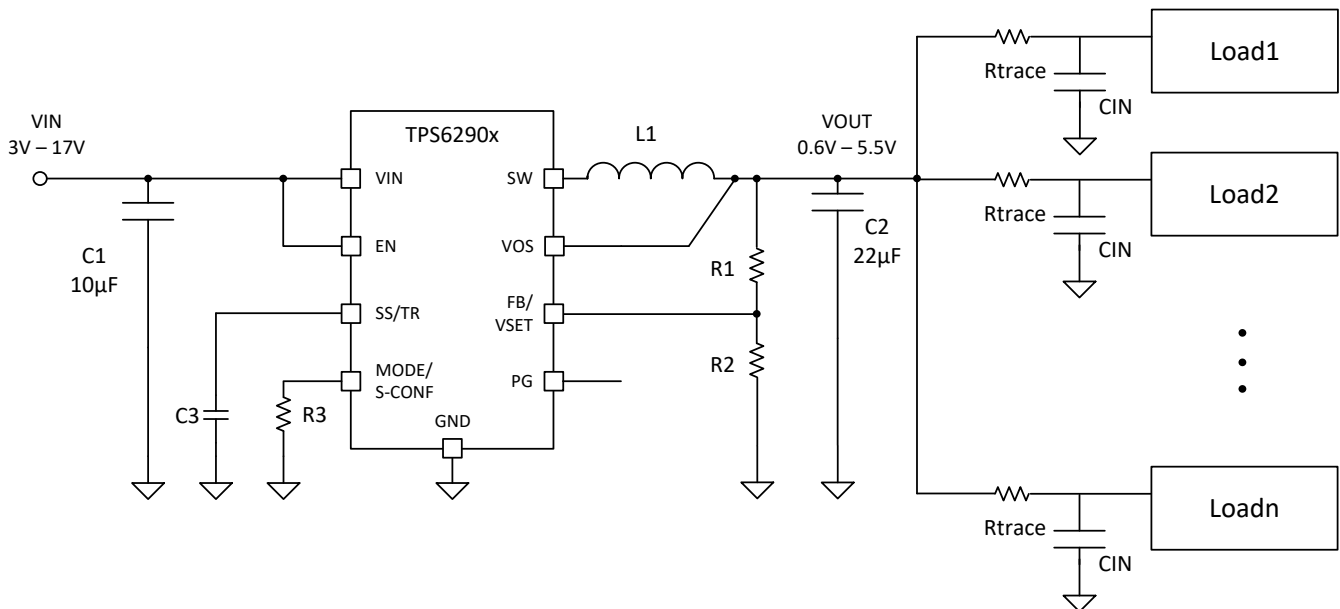 Load1
Rtrace
CIN
VIN
3V – 17V
TPS6290x
L1
VOUT
0.6V – 5.5V
VIN
SW
Load2
Rtrace
CIN
C1
10µF
EN
VOS
C2
22µF
R1
SS/TR
FB/
VSET
MODE/
S-CONF
PG
R2
C3
R3
GND
Loadn
Rtrace
CIN